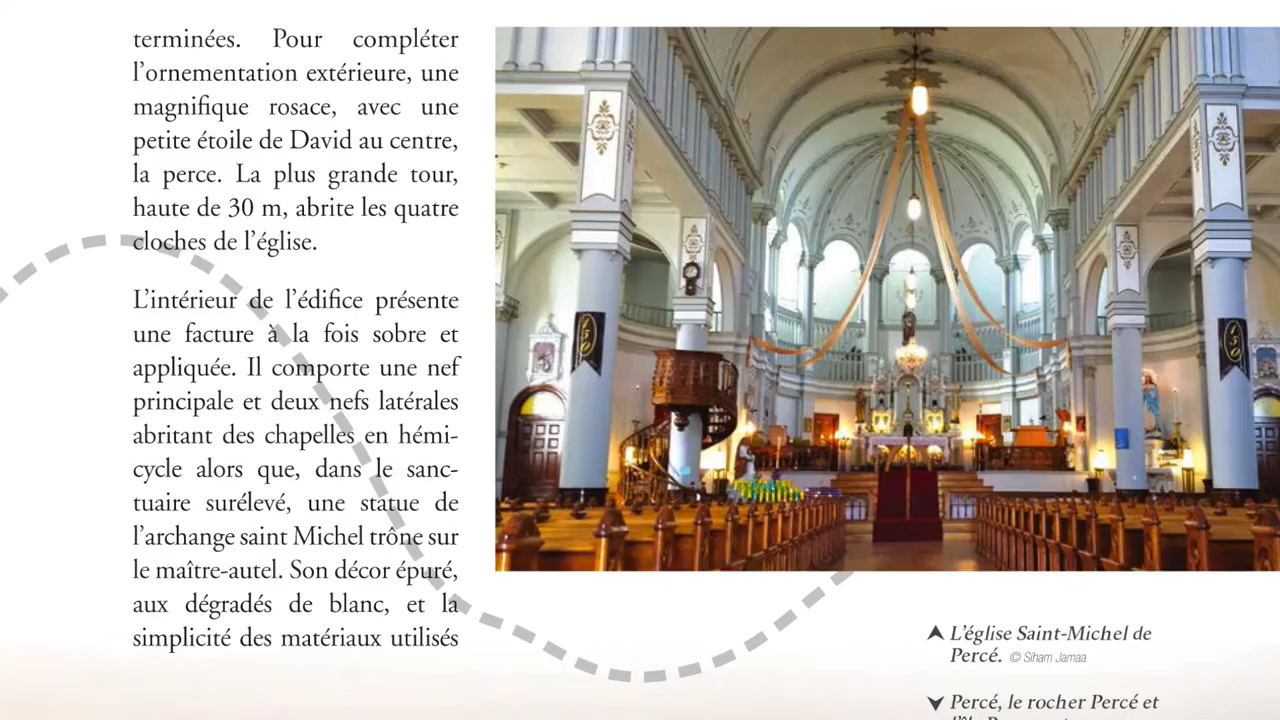 terminées. Pour compléter
l’ornementation extérieure, une
magnifique rosace, avec une
petite étoile de David au centre,
la perce. La plus grande tour,
haute de 30 m, abrite les quatre
cloches de l’église.
L’intérieur de l’édifice présente
une facture à la fois sobre et
appliquée. Il comporte une nef
principale et deux nefs latérales
abritant des chapelles en hémi-
cycle alors que, dans le sanc-
tuaire surélevé, une statue de
l’archange saint Michel trône sur
le maître-autel. Son décor épuré,
aux dégradés de blanc, et la
simplicité des matériaux utilisés
150
150
L’église Saint-Michel de
Percé. © Siham Jamaa
Percé, le rocher Percé et